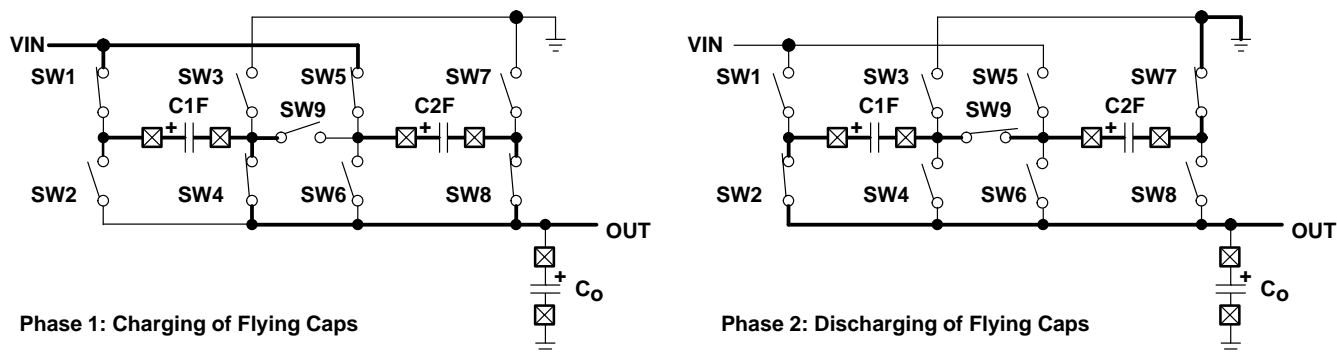 VIN
SW1
SW3
SW5
SW7
C1F
SW9
C2F
+
+
SW2
SW4
SW6
SW8
OUT
+
Co
Phase 1: Charging of Flying Caps
VIN
SW1
SW3
SW5
SW7
C1F
SW9
C2F
+
+
SW2
SW4
SW6
SW8
OUT
+
Co
Phase 2: Discharging of Flying Caps